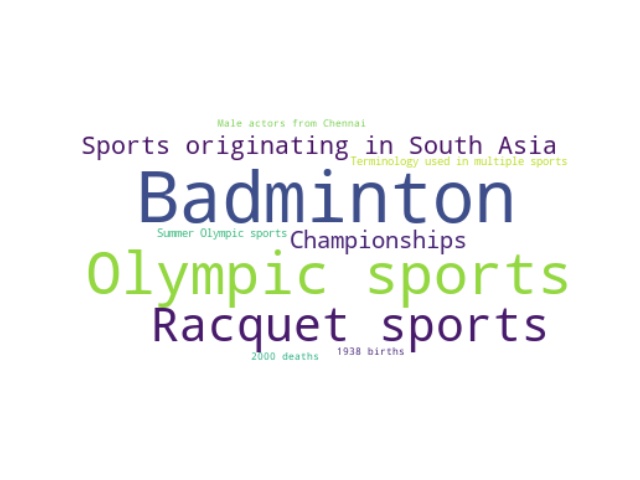 Male actors from Chennai
Sports originating in South Asia
Terminology used in multiple sports
Badminton
Summer Olympic sports
Championships
Olympic sports
Racquet sports
1938 births
2000 deaths